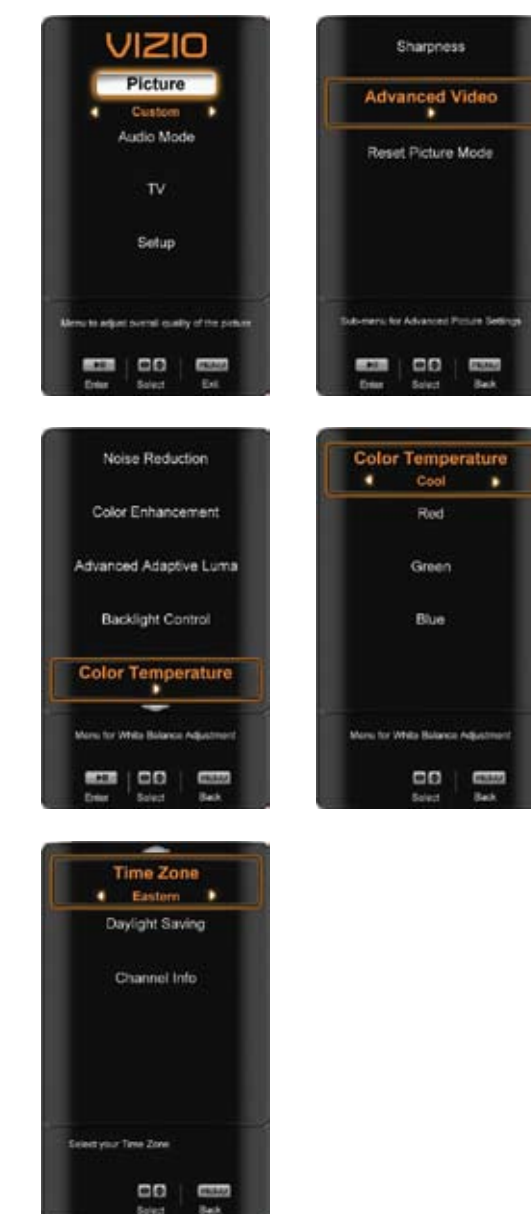 VIZIO
Picture
Custom
Audio Mode
TV
Setup
Menu to adjust overall quality of the picture
Enter Select Exit
Sharpness
Advanced Video
Reset Picture Mode
Sub-menu for Advanced Picture Settings
MENU
Enter Select Back
Noise Reduction
Color Enhancement
Advanced Adaptive Luma
Backlight Control
Color Temperature
Menu for White Balance Adjustment
MENU
Enter Select Back
Color Temperature
Cool
Red
Green
Blue
Menu for White Balance Adjustment
MENU
Select Back
Time Zone
Eastern
Daylight Saving
Channel Info
Select your Time Zone
MENU
Select Back